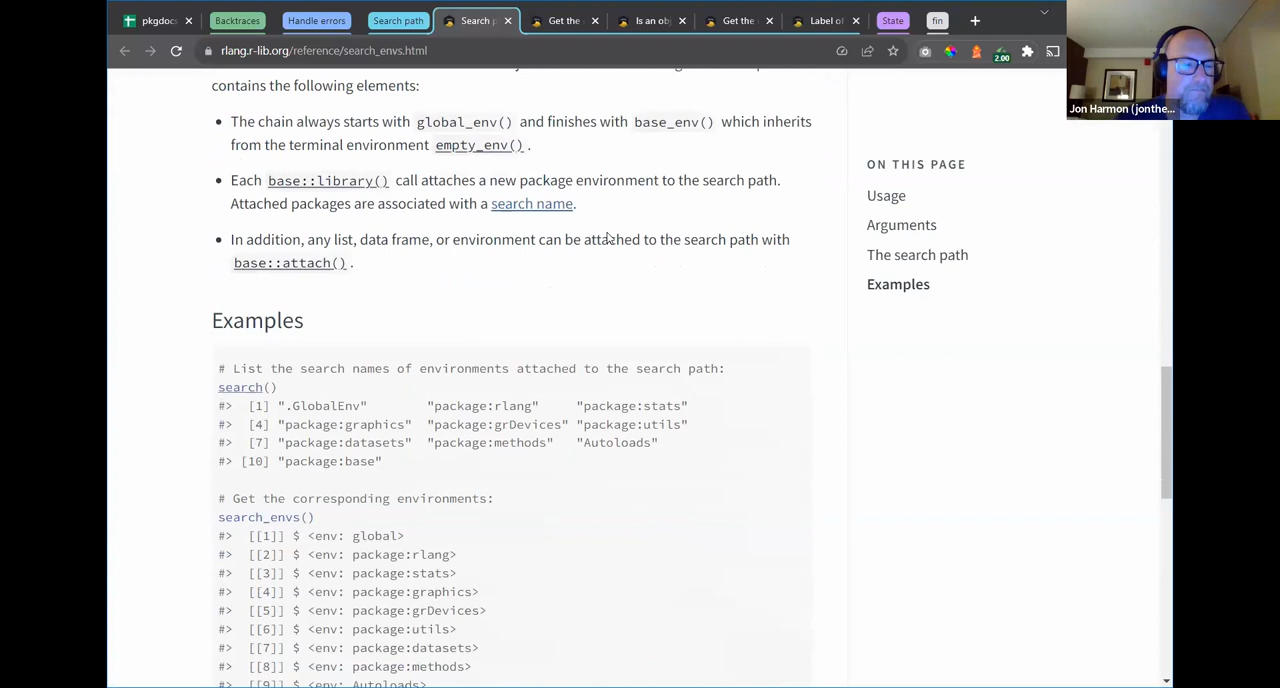 pkgdocs
Backtraces
Handle errors
Search path
Search p
Get the
Is an ob
Get the
Label of
State
fin
rlang.r-lib.org/reference/search_envs.html
2.00
Jon Harmon (jonthe...
contains the following elements:
• The chain always starts with global_env() and finishes with base_env() which inherits
from the terminal environment empty_env() .
• Each base::library() call attaches a new package environment to the search path.
Attached packages are associated with a search name.
• In addition, any list, data frame, or environment can be attached to the search path with
base::attach() .
ON THIS PAGE
Usage
Arguments
The search path
Examples
Examples
# List the search names of environments attached to the search path:
search()
#>  [1] ".GlobalEnv"        "package:rlang"     "package:stats"
#>  [4] "package:graphics"  "package:grDevices" "package:utils"
#>  [7] "package:datasets"  "package:methods"   "Autoloads"
#> [10] "package:base"
# Get the corresponding environments:
search_envs()
#>  [[1]] $ <env: global>
#>  [[2]] $ <env: package:rlang>
#>  [[3]] $ <env: package:stats>
#>  [[4]] $ <env: package:graphics>
#>  [[5]] $ <env: package:grDevices>
#>  [[6]] $ <env: package:utils>
#>  [[7]] $ <env: package:datasets>
#>  [[8]] $ <env: package:methods>
#>  [[9]] $ <env: Autoloads>